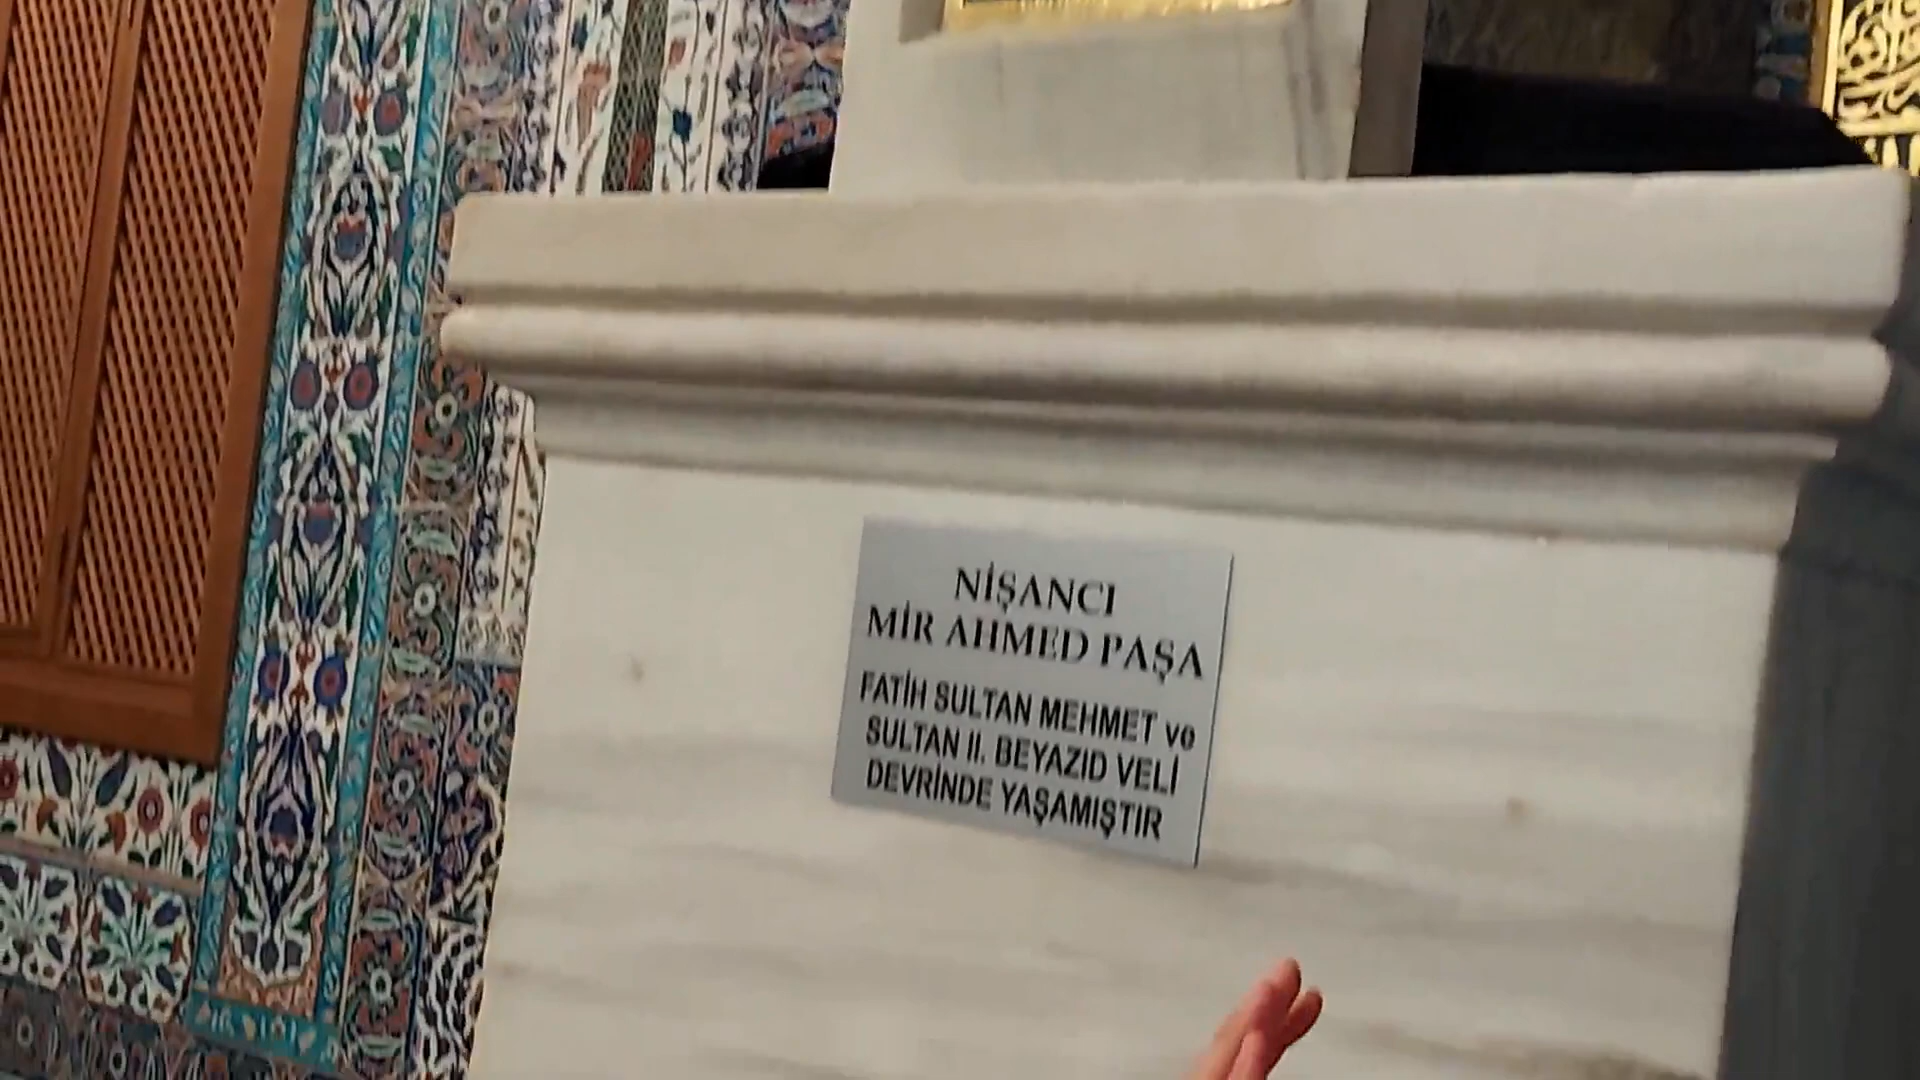 NİŞANCI
MİR AHMED PAŞA
FATİH SULTAN MEHMET ve
SULTAN II. BEYAZID VELİ
DEVRİNDE YAŞAMIŞTIR